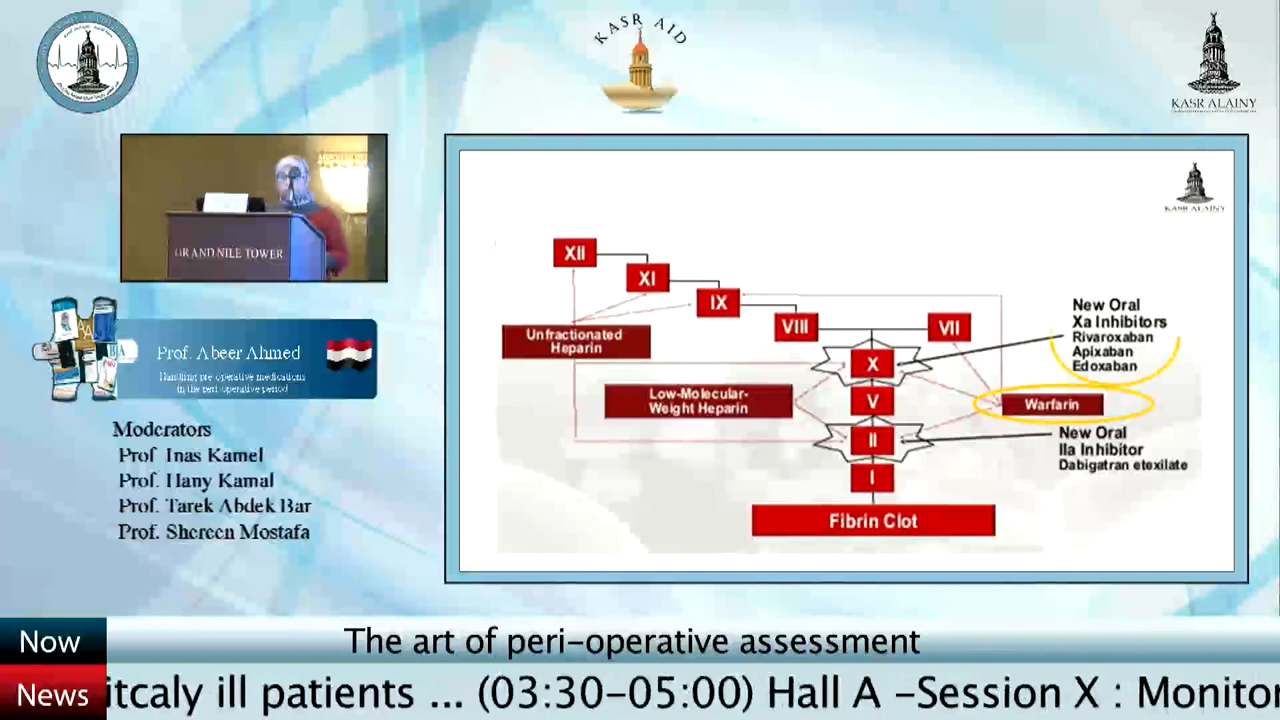 KASR AID
KASR ALAINY
GRAND NILE TOWER
Prof. Abeer Ahmed
Handling pre operative medications
in the peri operative period
Moderators
Prof. Inas Kamel
Prof. Hany Kamal
Prof. Tarek Abdek Bar
Prof. Shereen Mostafa
KASR ALAINY
XII
XI
IX
VIII
VII
Unfractionated
Heparin
New Oral
Xa Inhibitors
Rivaroxaban
Apixaban
Edoxaban
X
Low-Molecular-
Weight Heparin
V
Warfarin
II
New Oral
IIa Inhibitor
Dabigatran etexilate
I
Fibrin Clot
Now
The art of peri-operative assessment
News
itcaly ill patients ... (03:30-05:00) Hall A -Session X : Monitor